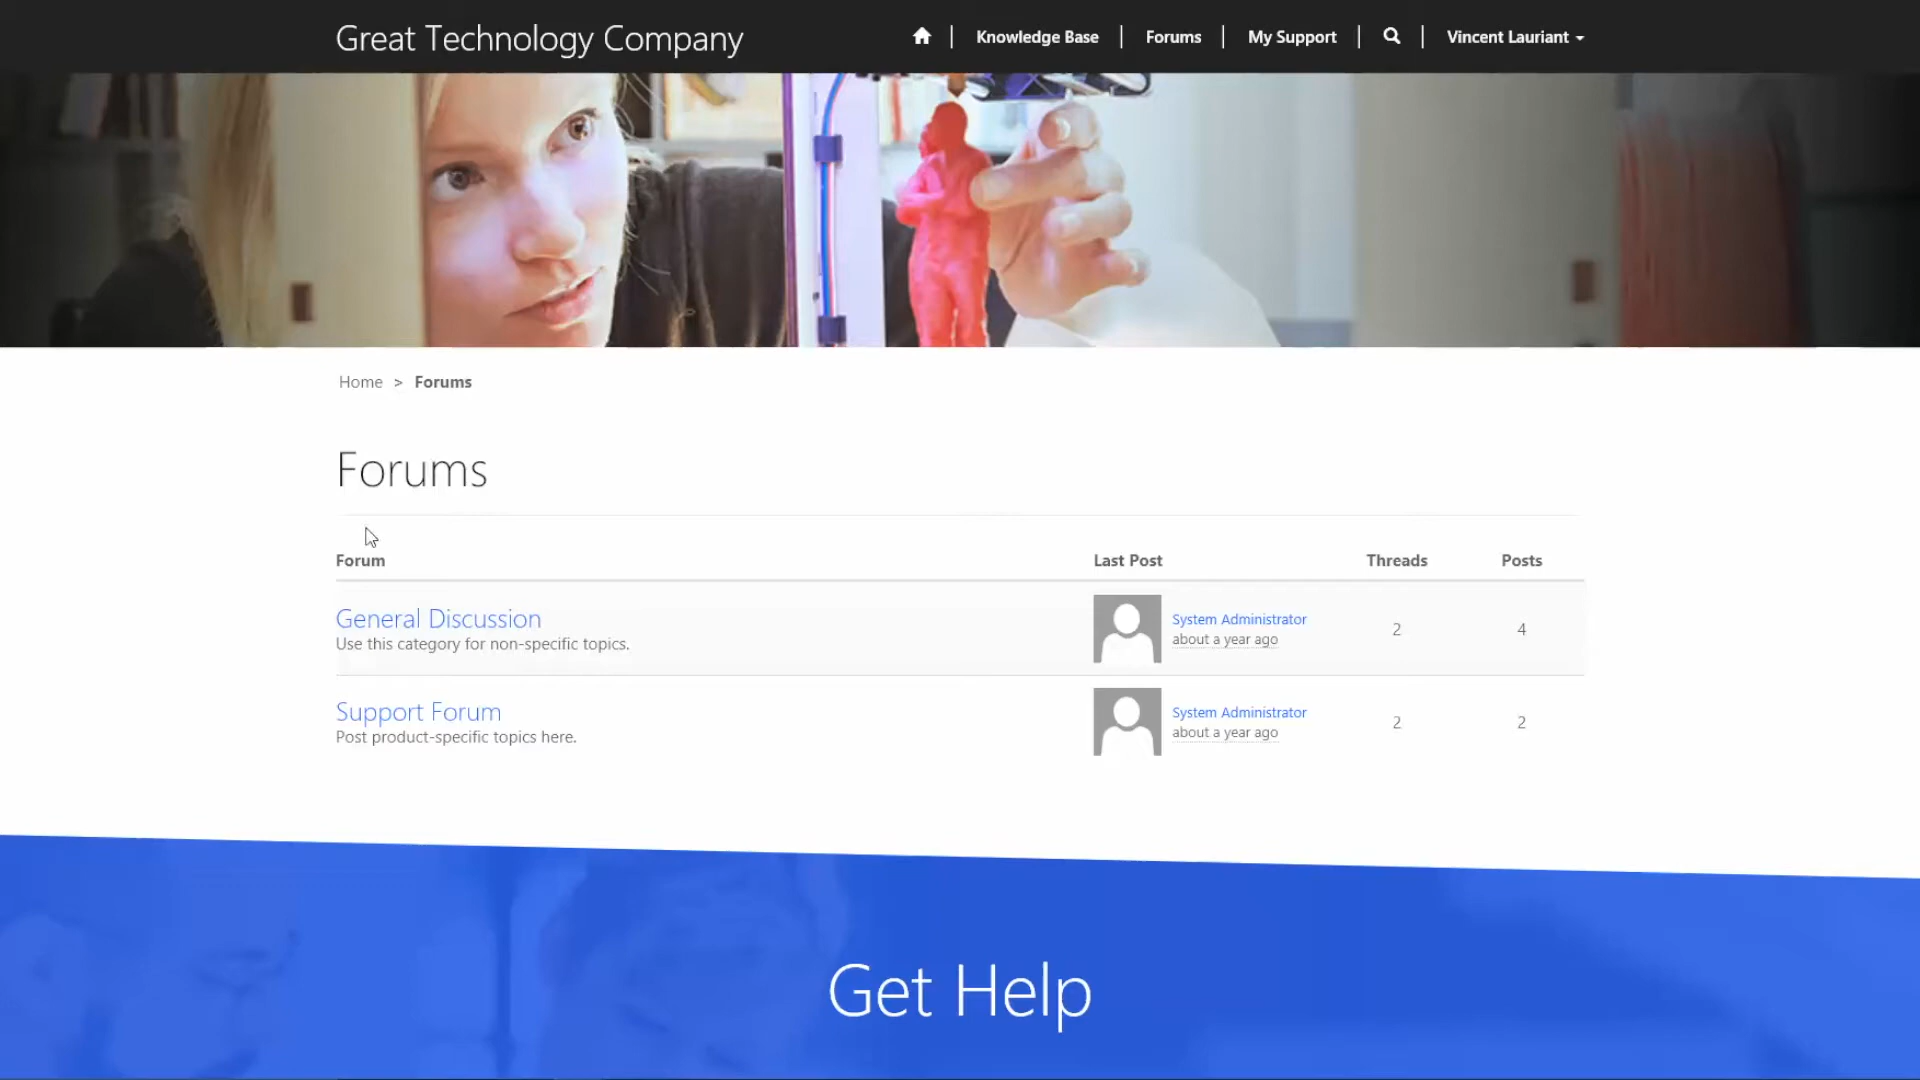 Great Technology Company
Knowledge Base
Forums
My Support
Vincent Lauriant
Home > Forums
Forums
Forum Last Post Threads Posts
General Discussion
Use this category for non-specific topics.
System Administrator
about a year ago
2 4
Support Forum
Post product-specific topics here.
System Administrator
about a year ago
2 2
Get Help